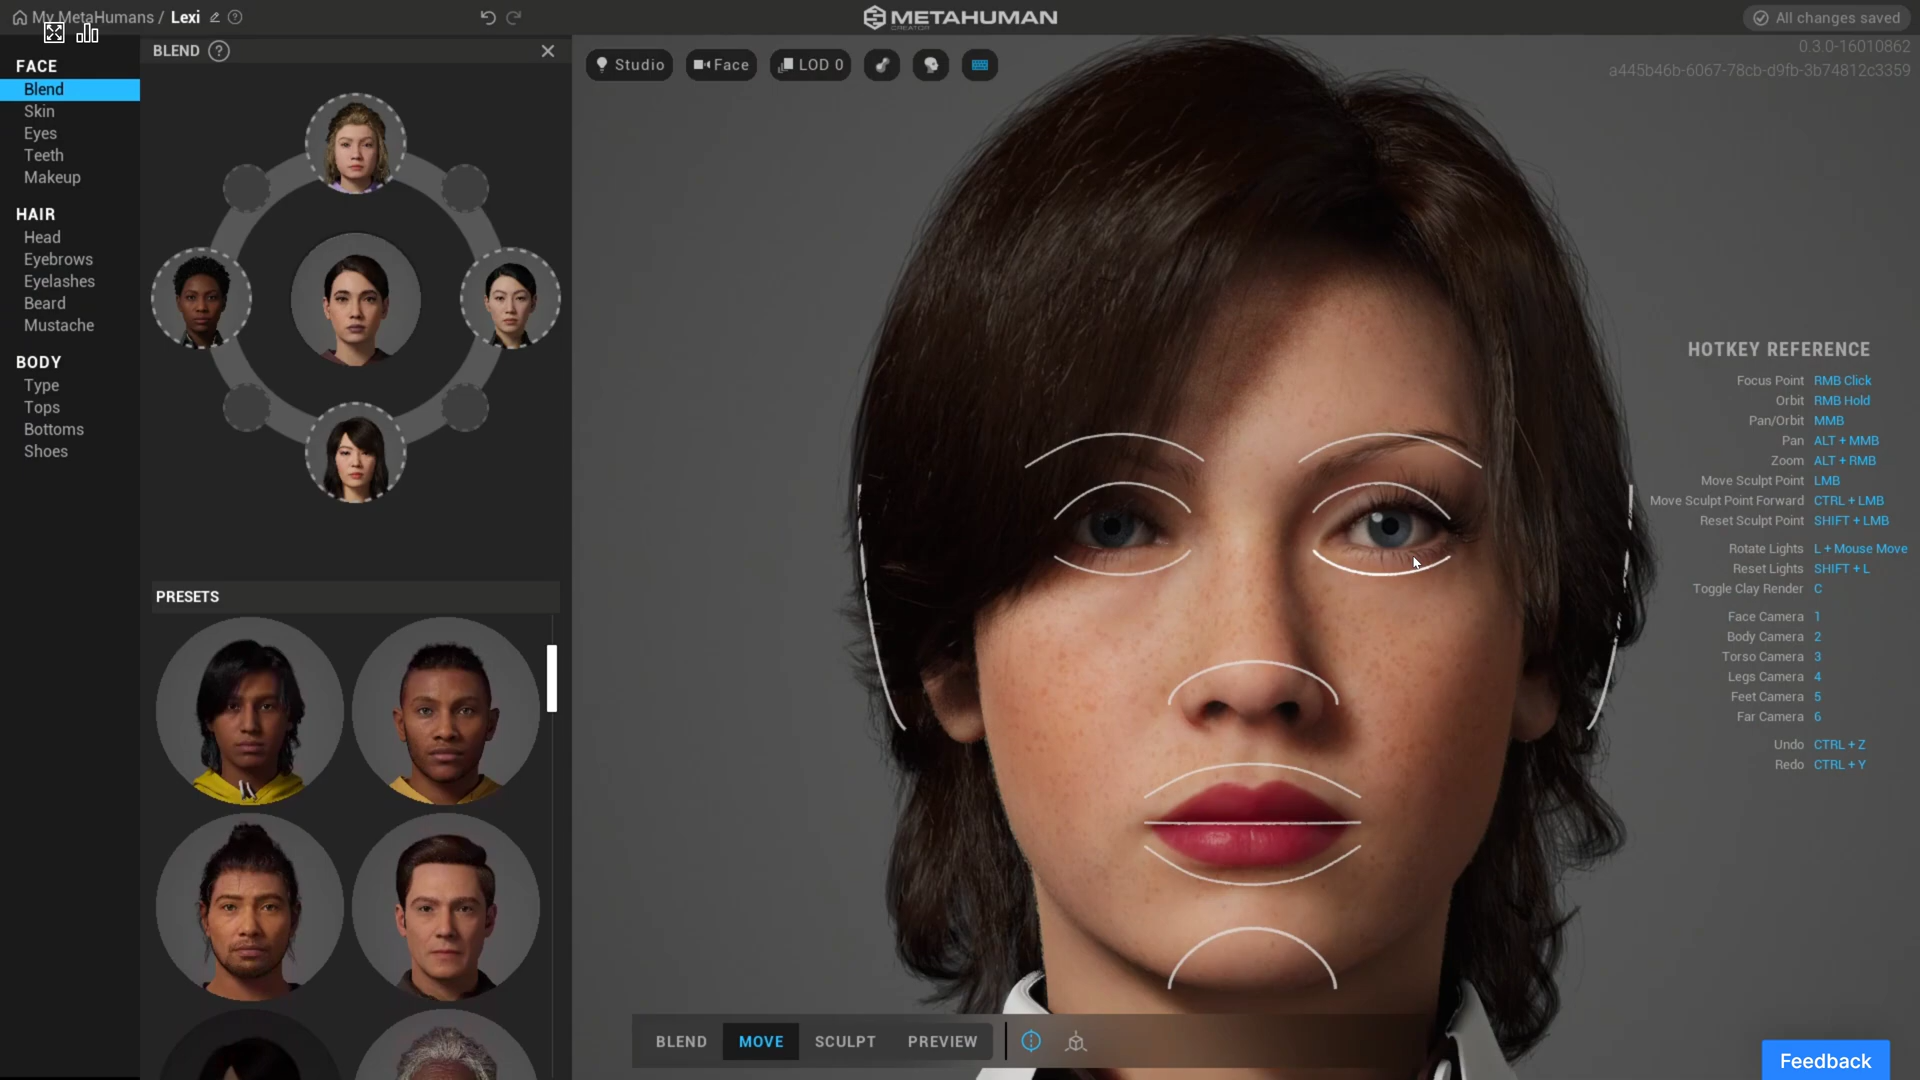 My MetaHumans / Lexi
METAHUMAN
CREATOR
All changes saved
0.3.0-16010862
a445b46b-6067-78cb-d9fb-3b74812c3359
FACE
Blend
Skin
Eyes
Teeth
Makeup
HAIR
Head
Eyebrows
Eyelashes
Beard
Mustache
BODY
Type
Tops
Bottoms
Shoes
BLEND ?
PRESETS
Studio
Face
LOD 0
HOTKEY REFERENCE
Focus Point RMB Click
Orbit RMB Hold
Pan/Orbit MMB
Pan ALT + MMB
Zoom ALT + RMB
Move Sculpt Point LMB
Move Sculpt Point Forward CTRL + LMB
Reset Sculpt Point SHIFT + LMB
Rotate Lights L + Mouse Move
Reset Lights SHIFT + L
Toggle Clay Render C
Face Camera 1
Body Camera 2
Torso Camera 3
Legs Camera 4
Feet Camera 5
Far Camera 6
Undo CTRL + Z
Redo CTRL + Y
BLEND MOVE SCULPT PREVIEW
Feedback